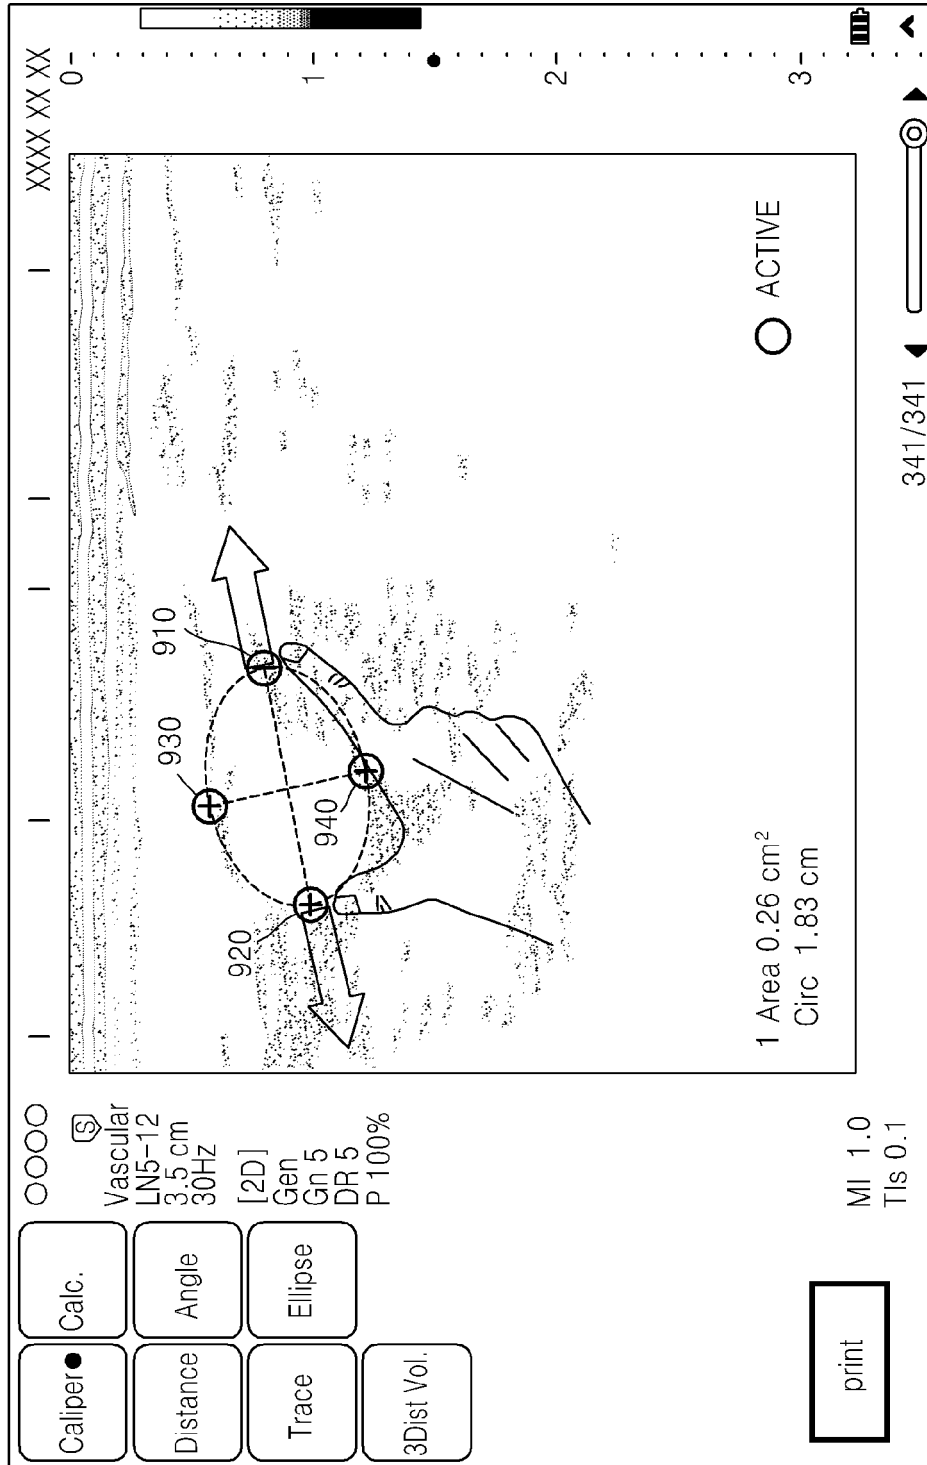 Caliper
Calc.
Distance
Angle
Trace
Ellipse
3Dist Vol.
print
OOOO
S
Vascular
LN5-12
3.5 cm
30Hz
[2D]
Gen
Gn 5
DR 5
P 100%
MI 1.0
TIs 0.1
XXXX XX XX
0
1
2
3
910
930
920
940
ACTIVE
1 Area 0.26 cm²
Circ 1.83 cm
341/341